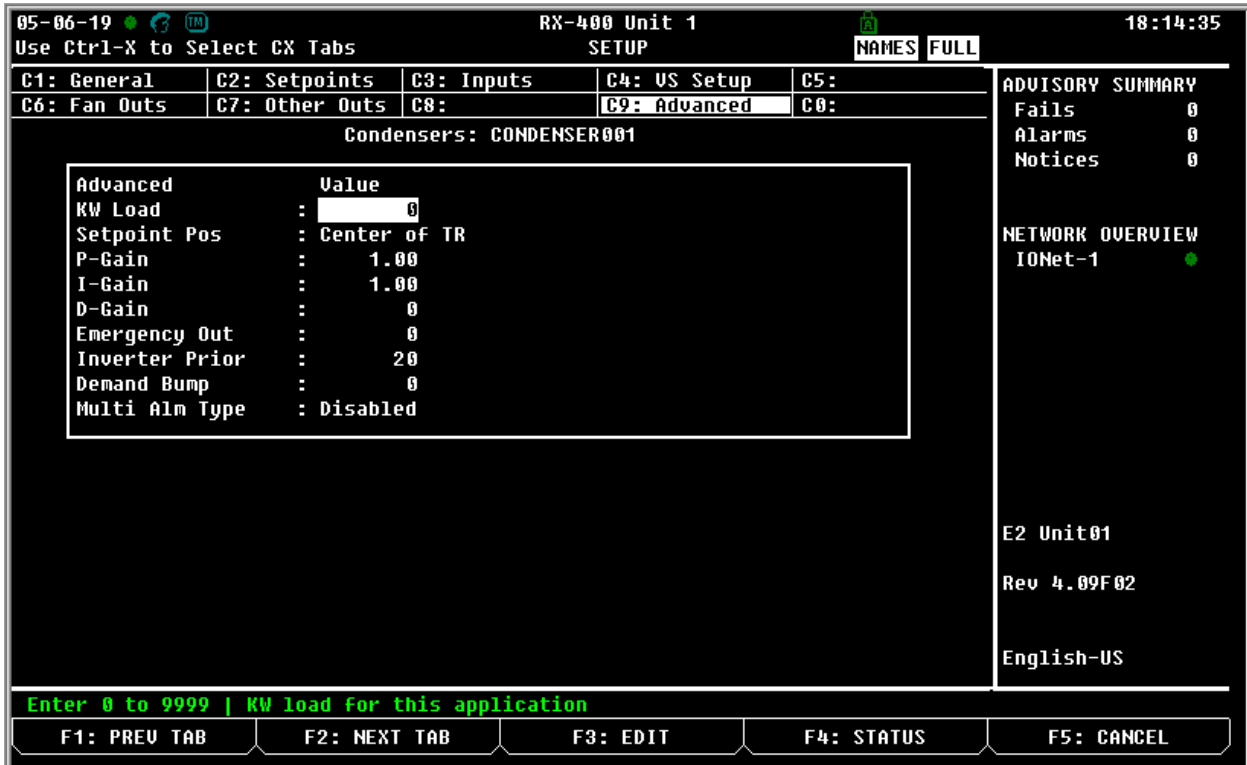 05-06-19 TM RX-400 Unit 1 18:14:35
Use Ctrl-X to Select CX Tabs SETUP NAMES FULL
C1: General C2: Setpoints C3: Inputs C4: VS Setup C5:
C6: Fan Outs C7: Other Outs C8: C9: Advanced C0:
Condensers: CONDENSER001
Advanced Value
KW Load : 0
Setpoint Pos : Center of TR
P-Gain : 1.00
I-Gain : 1.00
D-Gain : 0
Emergency Out : 0
Inverter Prior : 20
Demand Bump : 0
Multi Alm Type : Disabled
ADVISORY SUMMARY
Fails 0
Alarms 0
Notices 0
NETWORK OVERVIEW
IONet-1
E2 Unit01
Rev 4.09F02
English-US
Enter 0 to 9999 | KW load for this application
F1: PREV TAB F2: NEXT TAB F3: EDIT F4: STATUS F5: CANCEL